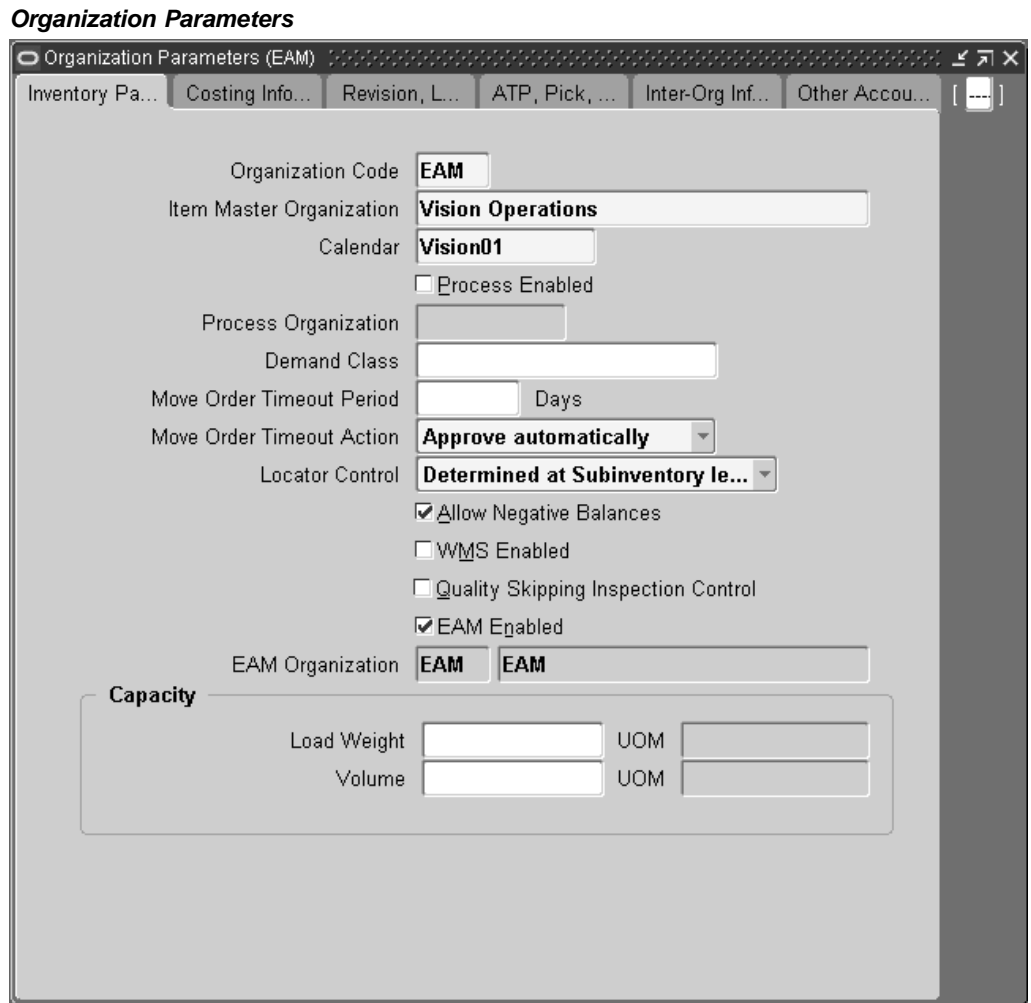 Organization Parameters
Organization Parameters (EAM)
Inventory Pa... Costing Info... Revision, L... ATP, Pick, ... Inter-Org Inf... Other Accou... [ ---- ]
Organization Code EAM
Item Master Organization Vision Operations
Calendar Vision01
Process Enabled
Process Organization
Demand Class
Move Order Timeout Period Days
Move Order Timeout Action Approve automatically
Locator Control Determined at Subinventory le...
Allow Negative Balances
WMS Enabled
Quality Skipping Inspection Control
EAM Enabled
EAM Organization EAM EAM
Capacity
Load Weight UOM
Volume UOM